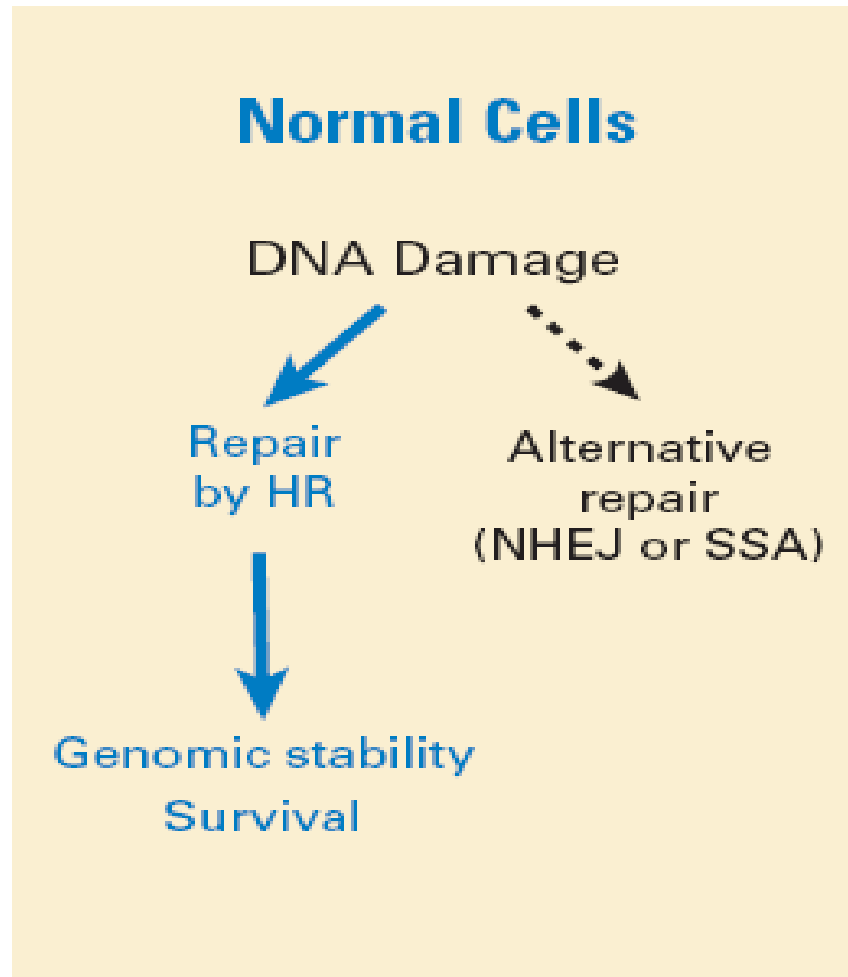 Normal Cells
DNA Damage
Repair
by HR
Alternative
repair
(NHEJ or SSA)
Genomic stability
Survival